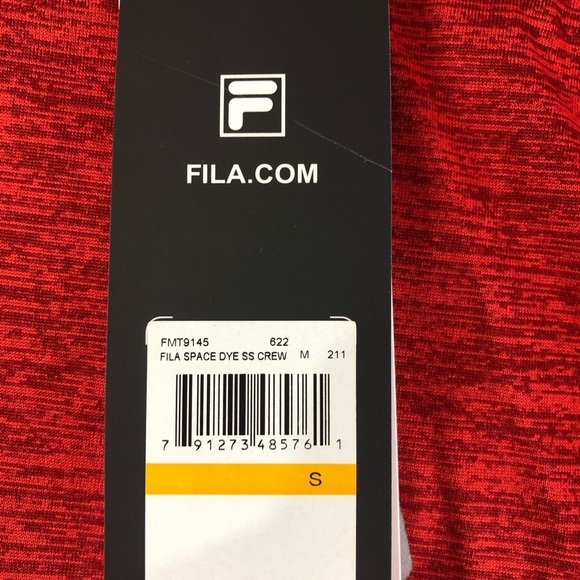 F
FILA.COM
FMT9145 622
FILA SPACE DYE SS CREW M 211
7 91273 48576 1
S